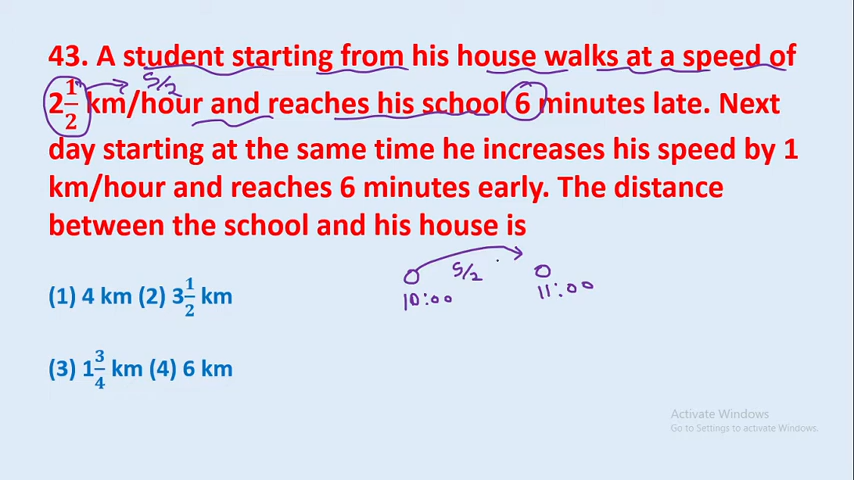 43. A student starting from his house walks at a speed of
5/2
2 1/2 km/hour and reaches his school 6 minutes late. Next
day starting at the same time he increases his speed by 1
km/hour and reaches 6 minutes early. The distance
between the school and his house is
5/2
(1) 4 km (2) 3 1/2 km
10:00 11:00
(3) 1 3/4 km (4) 6 km
Activate Windows
Go to Settings to activate Windows.